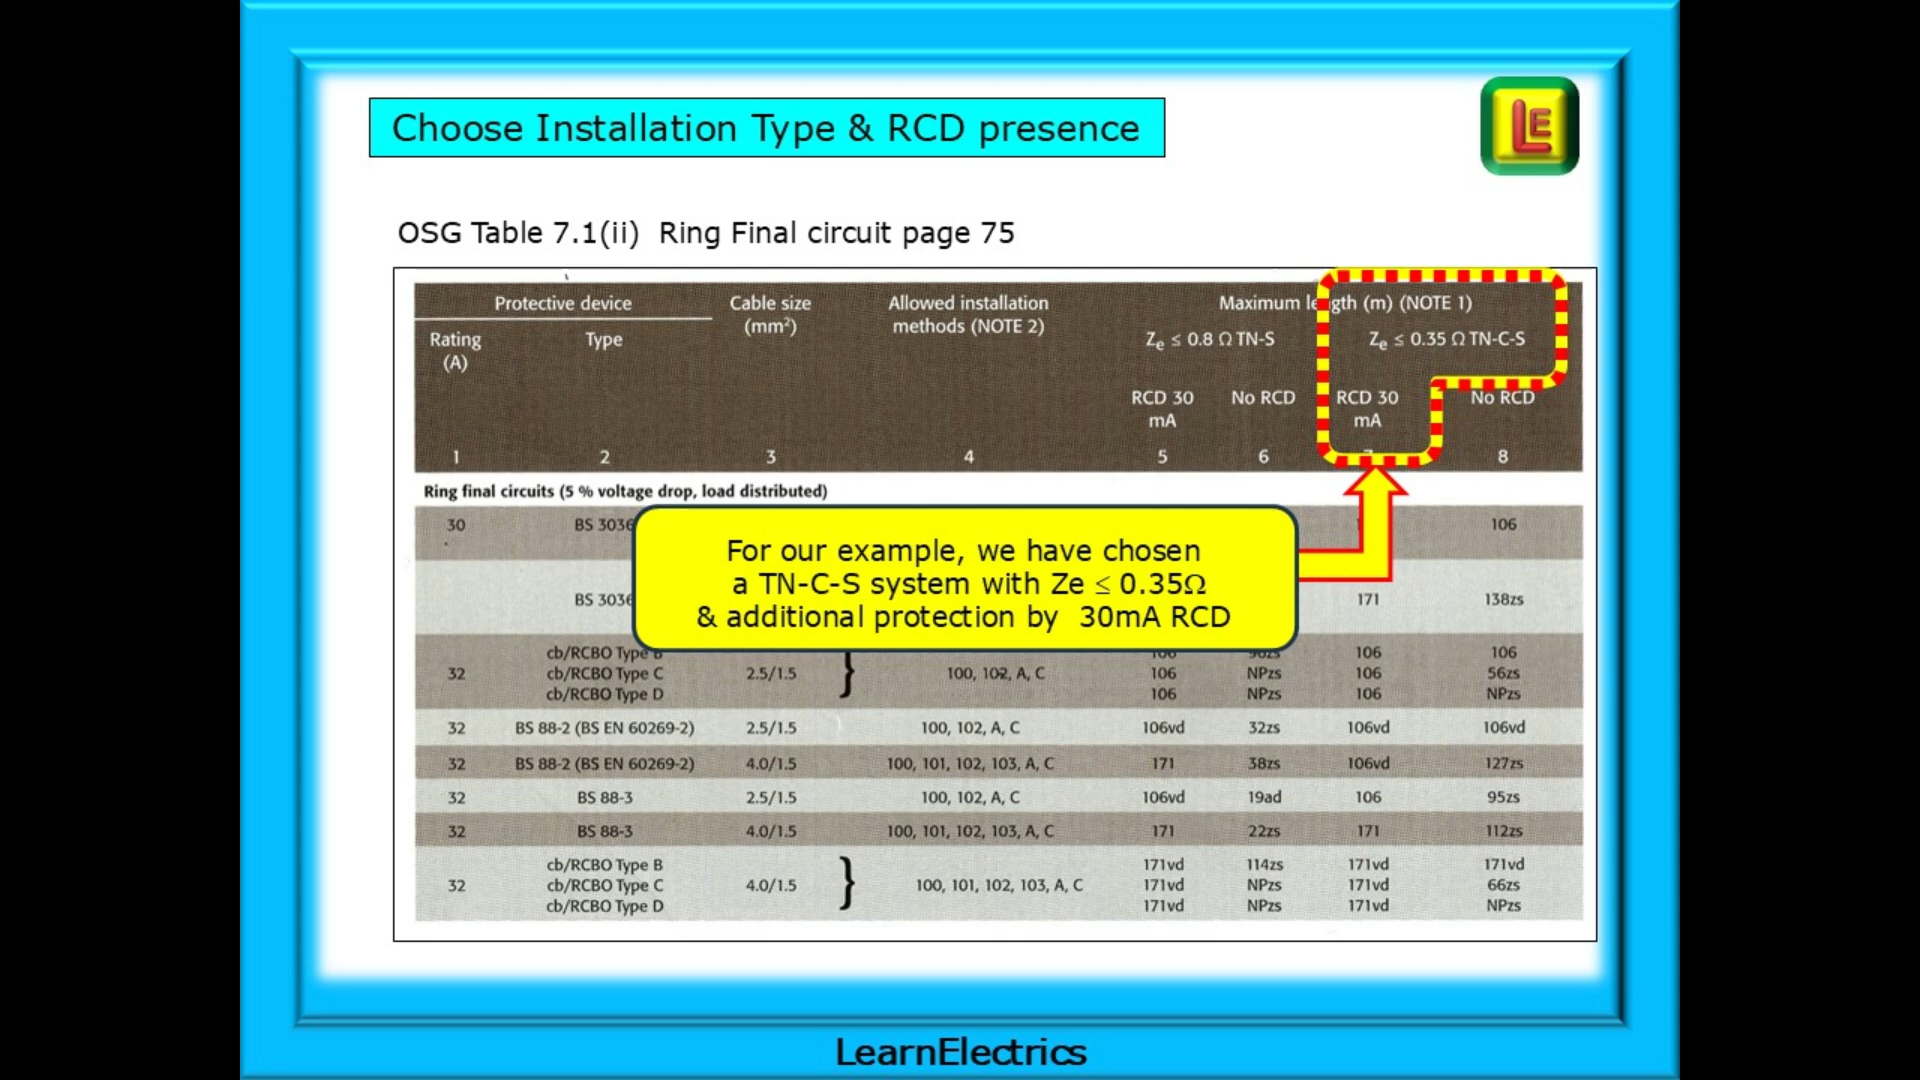 Choose Installation Type & RCD presence
LE
OSG Table 7.1(ii) Ring Final circuit page 75
Protective device Cable size Allowed installation Maximum length (m) (NOTE 1)
(mm²) methods (NOTE 2)
Rating Type Ze ≤ 0.8 Ω TN-S Ze ≤ 0.35 Ω TN-C-S
(A)
RCD 30 No RCD RCD 30 No RCD
mA mA
1 2 3 4 5 6 7 8
Ring final circuits (5 % voltage drop, load distributed)
30 BS 3036 106
For our example, we have chosen
a TN-C-S system with Ze ≤ 0.35Ω
& additional protection by 30mA RCD
BS 3036 171 138zs
cb/RCBO Type B 106 96zs 106 106
32 cb/RCBO Type C 2.5/1.5 } 100, 102, A, C 106 NPzs 106 56zs
cb/RCBO Type D 106 NPzs 106 NPzs
32 BS 88-2 (BS EN 60269-2) 2.5/1.5 100, 102, A, C 106vd 32zs 106vd 106vd
32 BS 88-2 (BS EN 60269-2) 4.0/1.5 100, 101, 102, 103, A, C 171 38zs 106vd 127zs
32 BS 88-3 2.5/1.5 100, 102, A, C 106vd 19ad 106 95zs
32 BS 88-3 4.0/1.5 100, 101, 102, 103, A, C 171 22zs 171 112zs
cb/RCBO Type B 171vd 114zs 171vd 171vd
32 cb/RCBO Type C 4.0/1.5 } 100, 101, 102, 103, A, C 171vd NPzs 171vd 66zs
cb/RCBO Type D 171vd NPzs 171vd NPzs
LearnElectrics